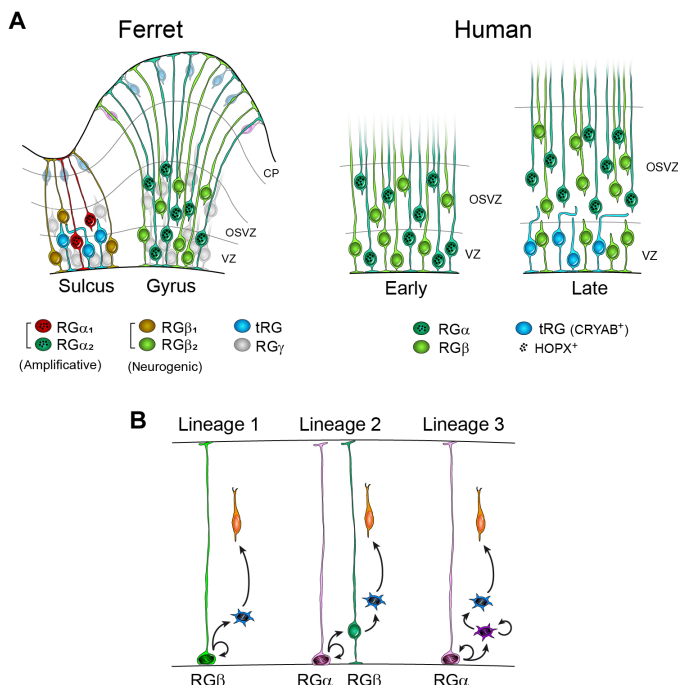 A
Ferret
Human
CP
OSVZ
VZ
Sulcus
Gyrus
OSVZ
VZ
Early
OSVZ
VZ
Late
RGα₁
RGα₂
(Amplificative)
RGβ₁
RGβ₂
(Neurogenic)
tRG
RGγ
RGα
RGβ
tRG (CRYAB⁺)
HOPX⁺
B
Lineage 1
Lineage 2
Lineage 3
RGβ
RGα
RGβ
RGα